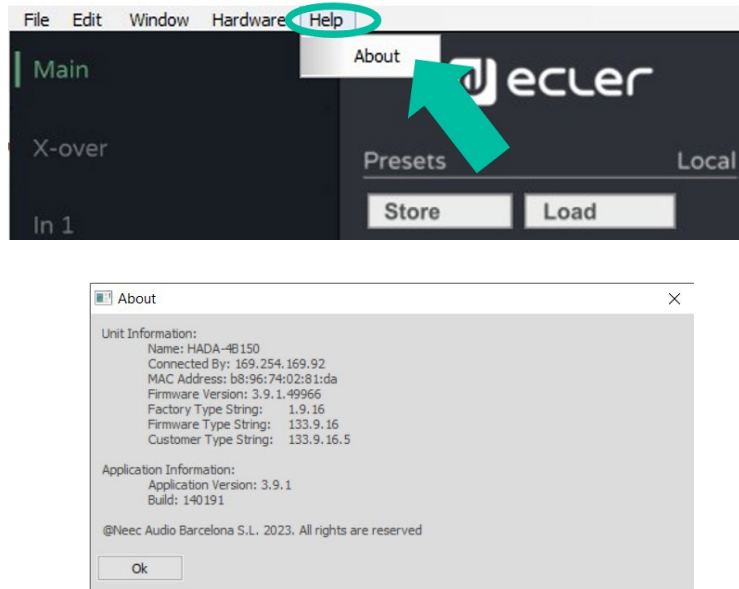 File Edit Window Hardware Help
About
Main
ecler
X-over
Presets Local
Store Load
In 1
About
Unit Information:
Name: HADA-4B150
Connected By: 169.254.169.92
MAC Address: b8:96:74:02:81:da
Firmware Version: 3.9.1.49966
Factory Type String: 1.9.16
Firmware Type String: 133.9.16
Customer Type String: 133.9.16.5
Application Information:
Application Version: 3.9.1
Build: 140191
@Neec Audio Barcelona S.L. 2023. All rights are reserved
Ok